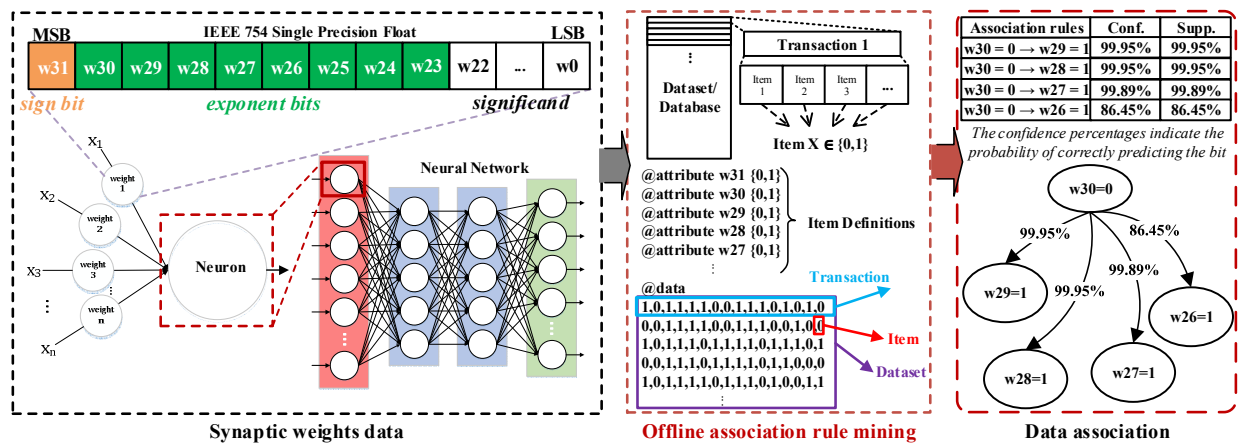 IEEE 754 Single Precision Float
MSB
LSB
w31 w30 w29 w28 w27 w26 w25 w24 w23 w22 ... w0
sign bit
exponent bits
significand
X1
weight 1
X2
weight 2
X3
weight 3
...
...
weight n
Xn
Neuron
Neural Network
Synaptic weights data
Dataset/
Database
Transaction 1
Item 1
Item 2
Item 3
...
Item X ∈ {0,1}
@attribute w31 {0,1}
@attribute w30 {0,1}
@attribute w29 {0,1}
@attribute w28 {0,1}
@attribute w27 {0,1}
Item Definitions
@data
Transaction
1,0,1,1,1,1,0,0,1,1,1,0,1,0,1,0
0,0,1,1,1,1,0,0,1,1,1,0,0,1,0,0
1,0,1,1,1,1,0,1,1,1,1,0,1,1,0,1
0,0,1,1,1,1,0,1,1,0,1,1,1,0,0,0
1,0,1,1,1,1,0,1,1,1,0,1,0,0,1,1
Item
Dataset
Offline association rule mining
Association rules Conf. Supp.
w30 = 0 → w29 = 1 99.95% 99.95%
w30 = 0 → w28 = 1 99.95% 99.95%
w30 = 0 → w27 = 1 99.89% 99.89%
w30 = 0 → w26 = 1 86.45% 86.45%
The confidence percentages indicate the
probability of correctly predicting the bit
w30=0
99.95%
86.45%
99.89%
99.95%
w29=1
w26=1
w28=1
w27=1
Data association